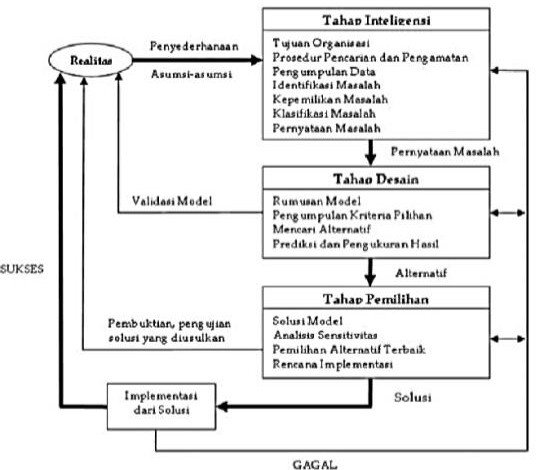 Tahap Inteligensi
Penyederhanaan
Realitas
Asumsi-asumsi
Tujuan Organisasi
Prosedur Pencarian dan Pengamatan
Pengumpulan Data
Identifikasi Masalah
Kepemilikan Masalah
Klasifikasi Masalah
Pernyataan Masalah
Pernyataan Masalah
Tahap Desain
Validasi Model
Rumusan Model
Pengumpulan Kriteria Pilihan
Mencari Alternatif
Prediksi dan Pengukuran Hasil
SUKSES
Alternatif
Tahap Pemilihan
Pembuktian, pengujian
solusi yang diusulkan
Solusi Model
Analisis Sensitivitas
Pemilihan Alternatif Terbaik
Rencana Implementasi
Implementasi
dari Solusi
Solusi
GAGAL